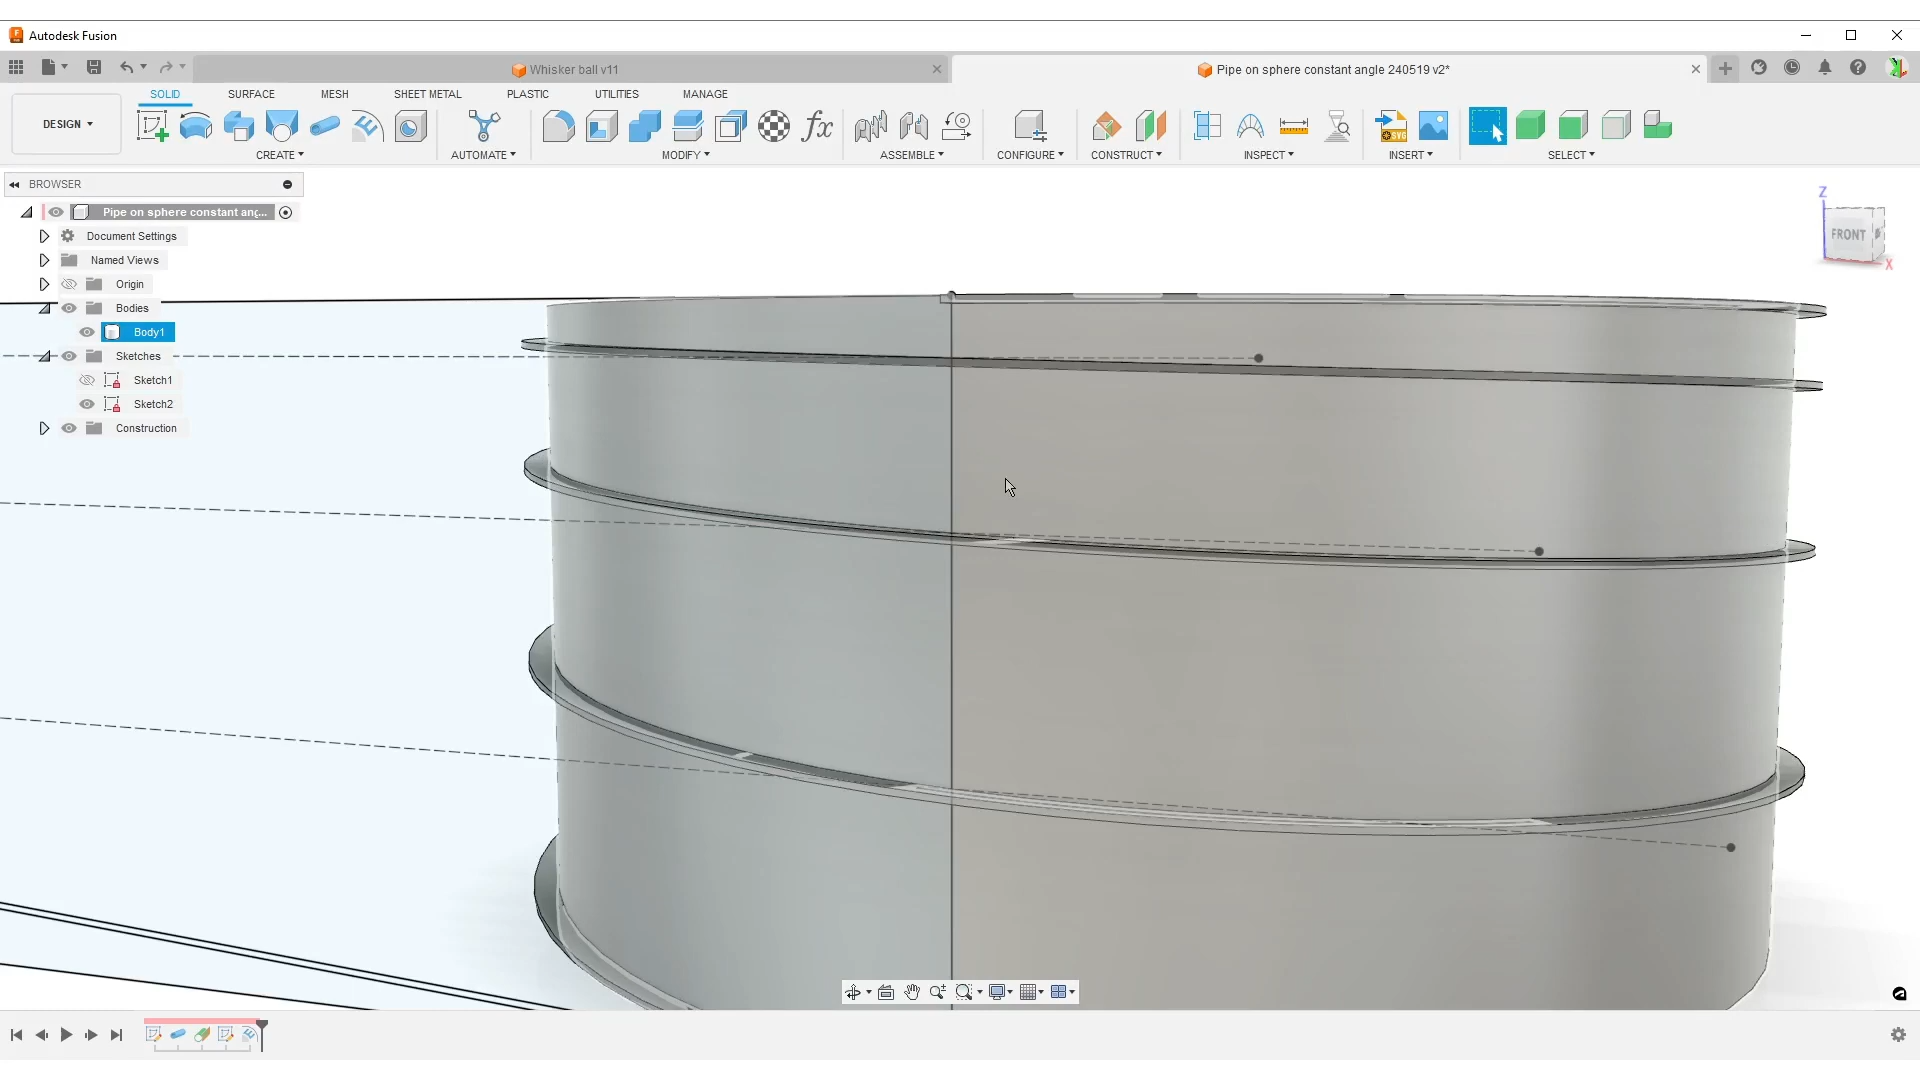 Autodesk Fusion
Whisker ball v11
Pipe on sphere constant angle 240519 v2*
DESIGN
SOLID
SURFACE
MESH
SHEET METAL
PLASTIC
UTILITIES
MANAGE
CREATE
AUTOMATE
MODIFY
ASSEMBLE
CONFIGURE
CONSTRUCT
INSPECT
INSERT
SELECT
fx
SVG
BROWSER
Pipe on sphere constant ang...
Document Settings
Named Views
Origin
Bodies
Body1
Sketches
Sketch1
Sketch2
Construction
Z
FRONT
X